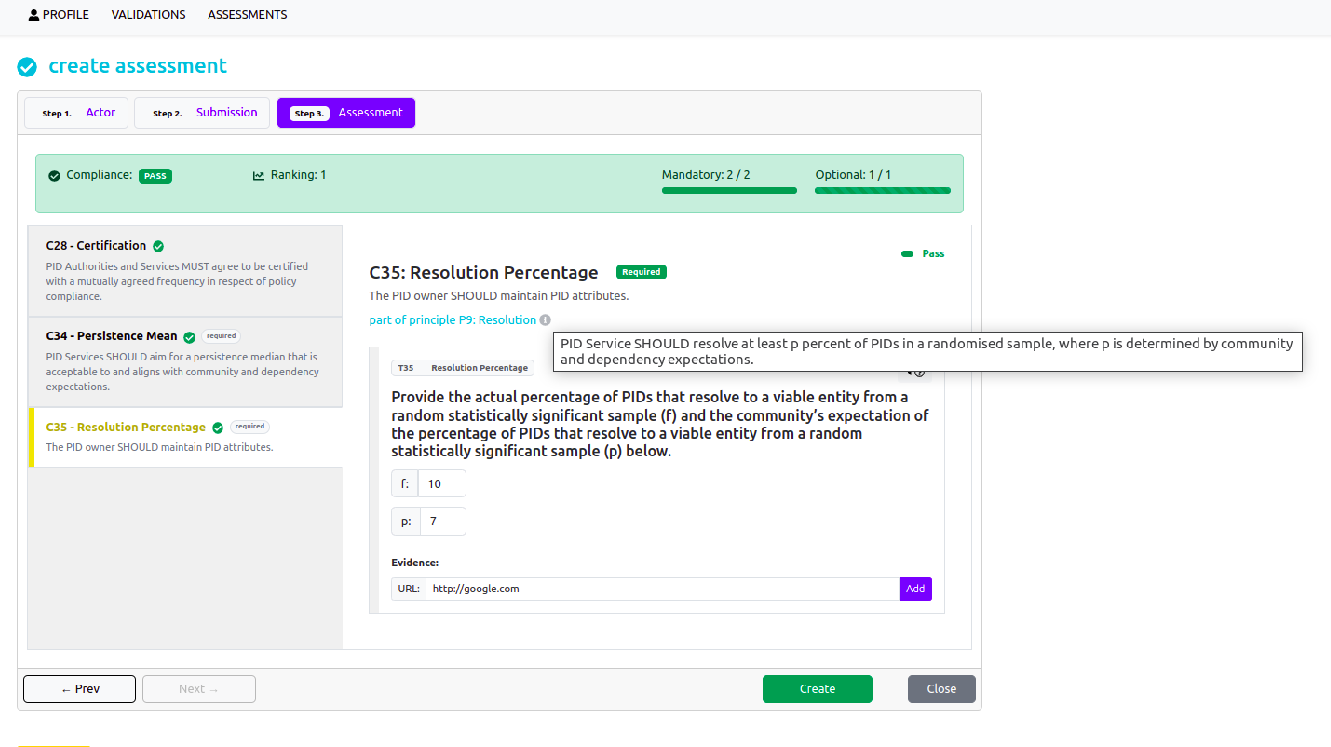 PROFILE VALIDATIONS ASSESSMENTS
create assessment
Step 1. Actor Step 2. Submission Step 3. Assessment
Compliance: PASS Ranking: 1 Mandatory: 2 / 2 Optional: 1 / 1
C28 - Certification
PID Authorities and Services MUST agree to be certified
with a mutually agreed frequency in respect of policy
compliance.
C34 - Persistence Mean required
PID Services SHOULD aim for a persistence median that is
acceptable to and aligns with community and dependency
expectations.
C35 - Resolution Percentage required
The PID owner SHOULD maintain PID attributes.
Pass
C35: Resolution Percentage Required
The PID owner SHOULD maintain PID attributes.
part of principle P9: Resolution
PID Service SHOULD resolve at least p percent of PIDs in a randomised sample, where p is determined by community
and dependency expectations.
T35 Resolution Percentage
Provide the actual percentage of PIDs that resolve to a viable entity from a
random statistically significant sample (f) and the community’s expectation of
the percentage of PIDs that resolve to a viable entity from a random
statistically significant sample (p) below.
f: 10
p: 7
Evidence:
URL: http://google.com Add
← Prev Next → Create Close